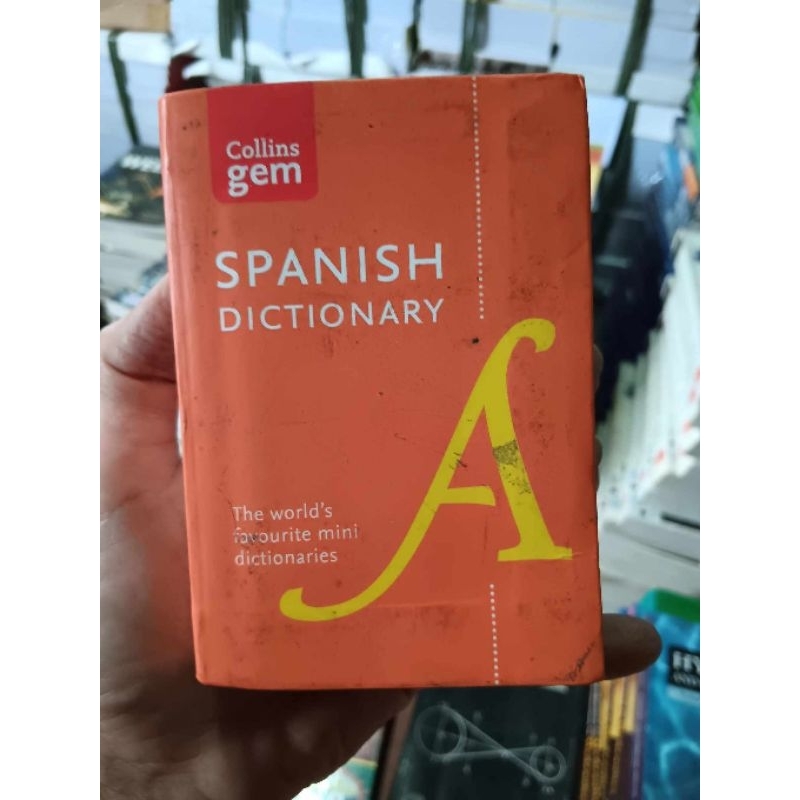 Collins
gem
SPANISH
DICTIONARY
A
The world's
favourite mini
dictionaries